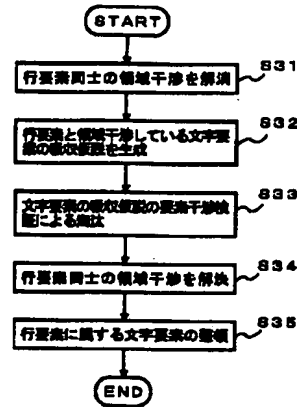 START
S31
行要素同士の領域干渉を解消
S32
行要素と領域干渉している文字要
素の吸収仮説を生成
S33
文字要素の吸収仮説の要素干渉検
証による淘汰
S34
行要素同士の領域干渉を解決
S35
行要素に属する文字要素の整頓
END